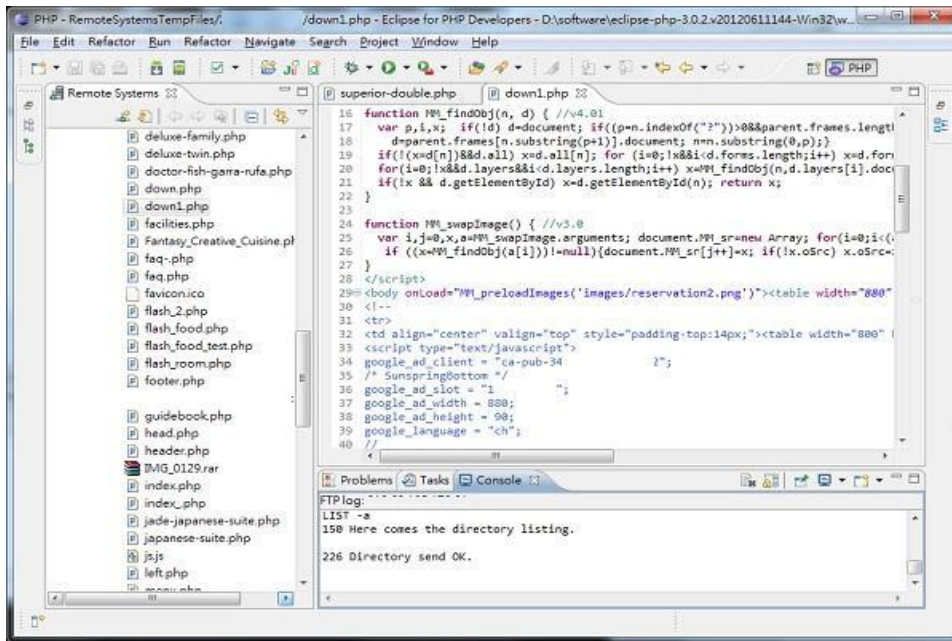 PHP - RemoteSystemsTempFiles/ /down1.php - Eclipse for PHP Developers - D:\software\eclipse-php-3.0.2.v20120611144-Win32\w...
File Edit Refactor Run Refactor Navigate Search Project Window Help
PHP
Remote Systems
deluxe-family.php
deluxe-twin.php
doctor-fish-garra-rufa.php
down.php
down1.php
facilities.php
Fantasy_Creative_Cuisine.ph
faq-.php
faq.php
favicon.ico
flash_2.php
flash_food.php
flash_food_test.php
flash_room.php
footer.php
guidebook.php
head.php
header.php
IMG_0129.rar
index.php
index_.php
jade-japanese-suite.php
japanese-suite.php
js.js
left.php
menu.php
superior-double.php down1.php
16 function MM_findObj(n, d) { //v4.01
17 var p,i,x; if(!d) d=document; if((p=n.indexOf("?"))>0&&parent.frames.lengt
18 d=parent.frames[n.substring(p+1)].document; n=n.substring(0,p);}
19 if(!(x=d[n])&&d.all) x=d.all[n]; for (i=0;!x&&i<d.forms.length;i++) x=d.for
20 for(i=0;!x&&d.layers&&i<d.layers.length;i++) x=MM_findObj(n,d.layers[i].doc
21 if(!x && d.getElementById) x=d.getElementById(n); return x;
22 }
23
24 function MM_swapImage() { //v3.0
25 var i,j=0,x,a=MM_swapImage.arguments; document.MM_sr=new Array; for(i=0;i<(
26 if ((x=MM_findObj(a[i]))!=null){document.MM_sr[j++]=x; if(!x.oSrc) x.oSrc=
27 }
28 </script>
29 <body onLoad="MM_preloadImages('images/reservation2.png')"><table width="880"
30 <!--
31 <tr>
32 <td align="center" valign="top" style="padding-top:14px;"><table width="800"
33 <script type="text/javascript">
34 google_ad_client = "ca-pub-34 2";
35 /* SunspringBottom */
36 google_ad_slot = "1 ";
37 google_ad_width = 880;
38 google_ad_height = 90;
39 google_language = "ch";
40 //
Problems Tasks Console
FTP log:
LIST -a
150 Here comes the directory listing.
226 Directory send OK.